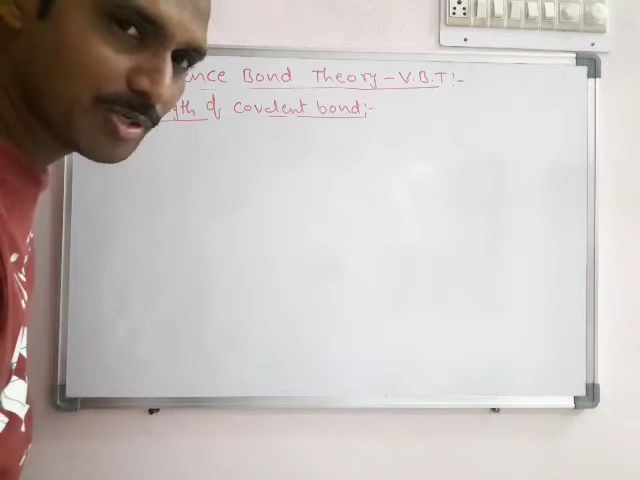 ence Bond Theory - V.B.T:-
gth of covalent bond:-